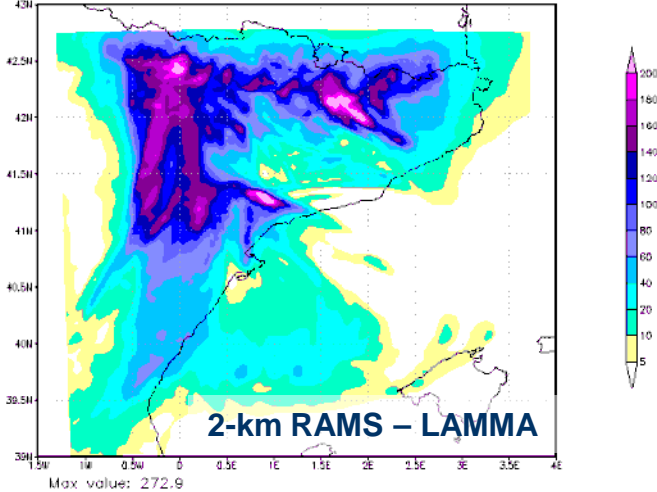 43N
42.5N
42N
41.5N
41N
40.5N
40N
39.5N
39N
1.5W 1W 0.5W 0 0.5E 1E 1.5E 2E 2.5E 3E 3.5E 4E
2-km RAMS – LAMMA
Max value: 272.9
200
180
160
140
120
100
80
60
40
20
10
5